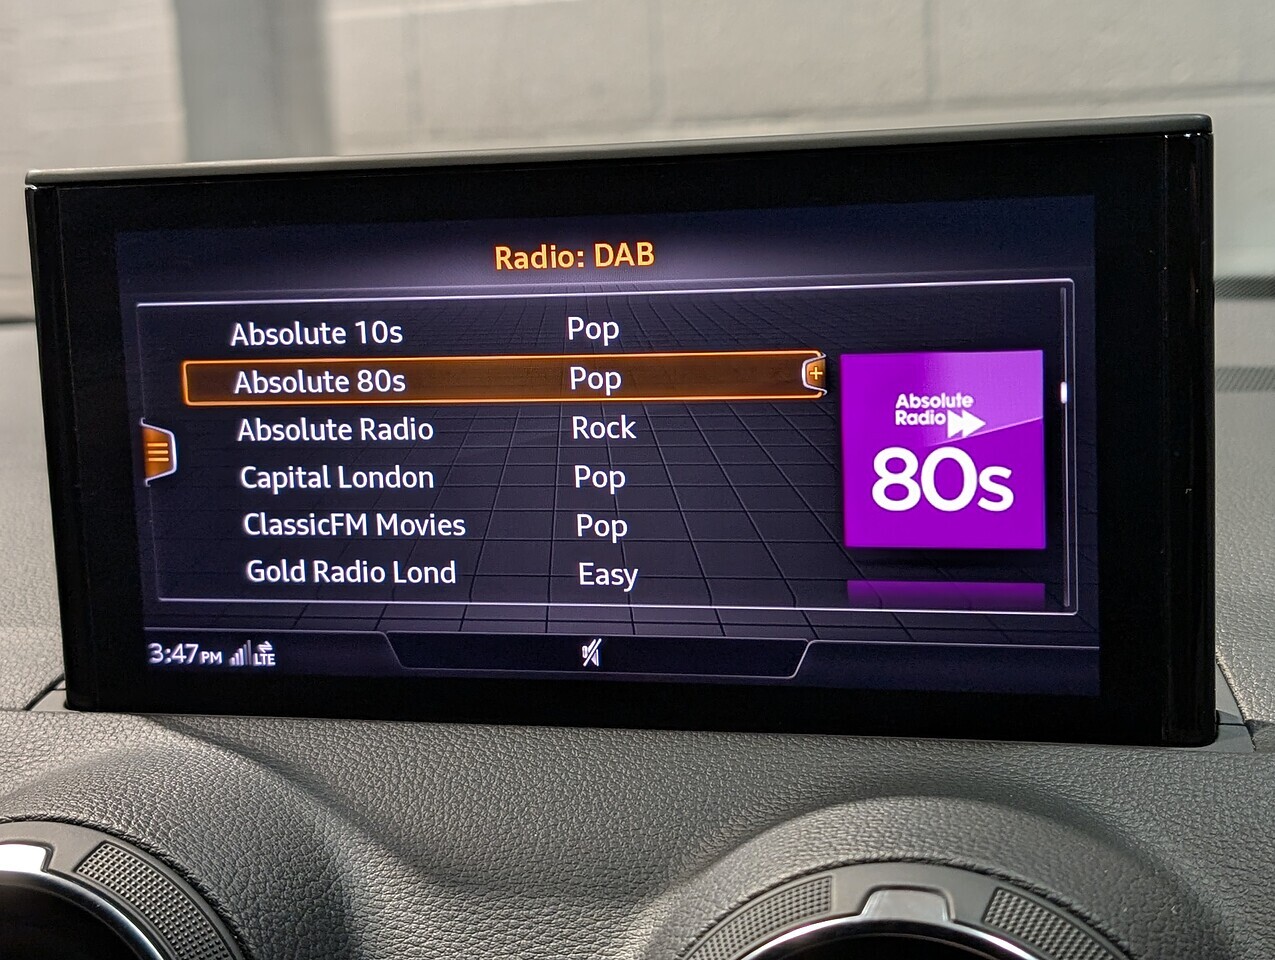 Radio: DAB
Absolute 10s Pop
Absolute 80s Pop
Absolute Radio Rock
Capital London Pop
ClassicFM Movies Pop
Gold Radio Lond Easy
Absolute
Radio
80s
3:47 PM LTE